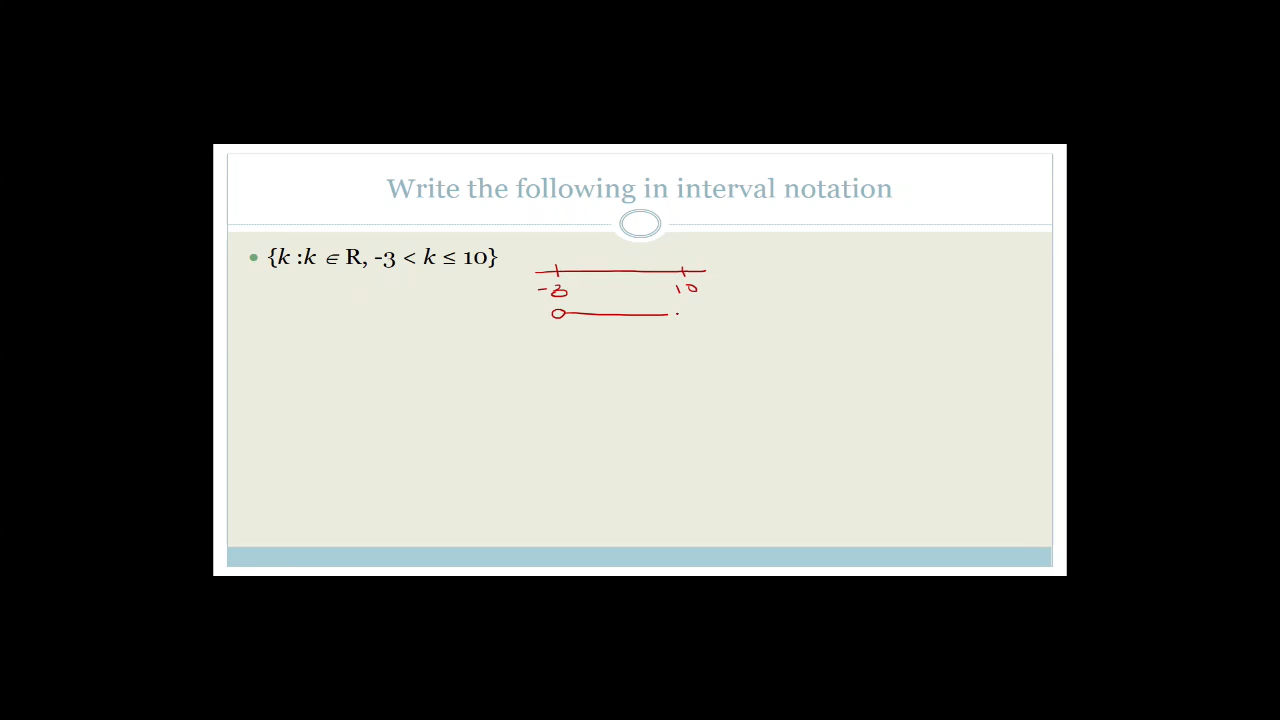 Write the following in interval notation
• {k :k ∈ R, -3 < k ≤ 10}
-3 10